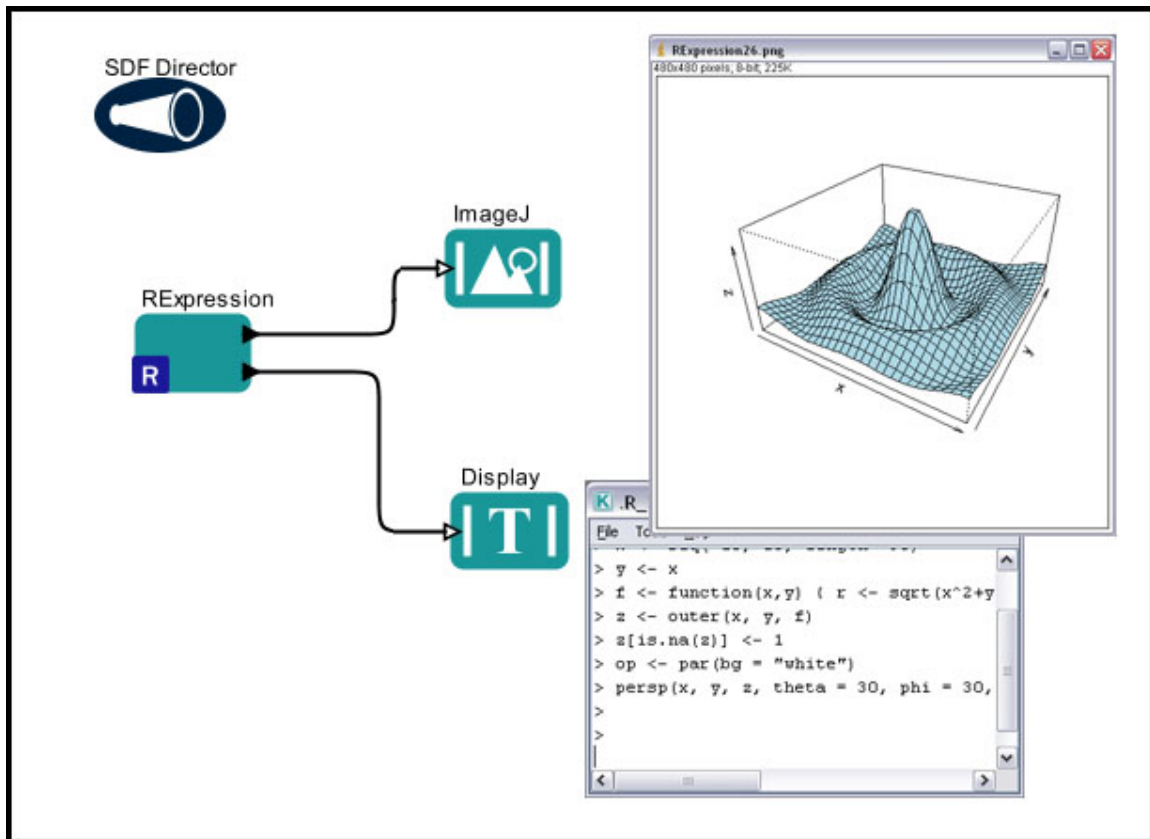 SDF Director
RExpression26.png
480x480 pixels; 8-bit; 225K
ImageJ
RExpression
R
z
x
y
Display
T
K .R_
File
> y <- x
> f <- function(x,y) ( r <- sqrt(x^2+y
> z <- outer(x, y, f)
> z[is.na(z)] <- 1
> op <- par(bg = "white")
> persp(x, y, z, theta = 30, phi = 30,
>
>